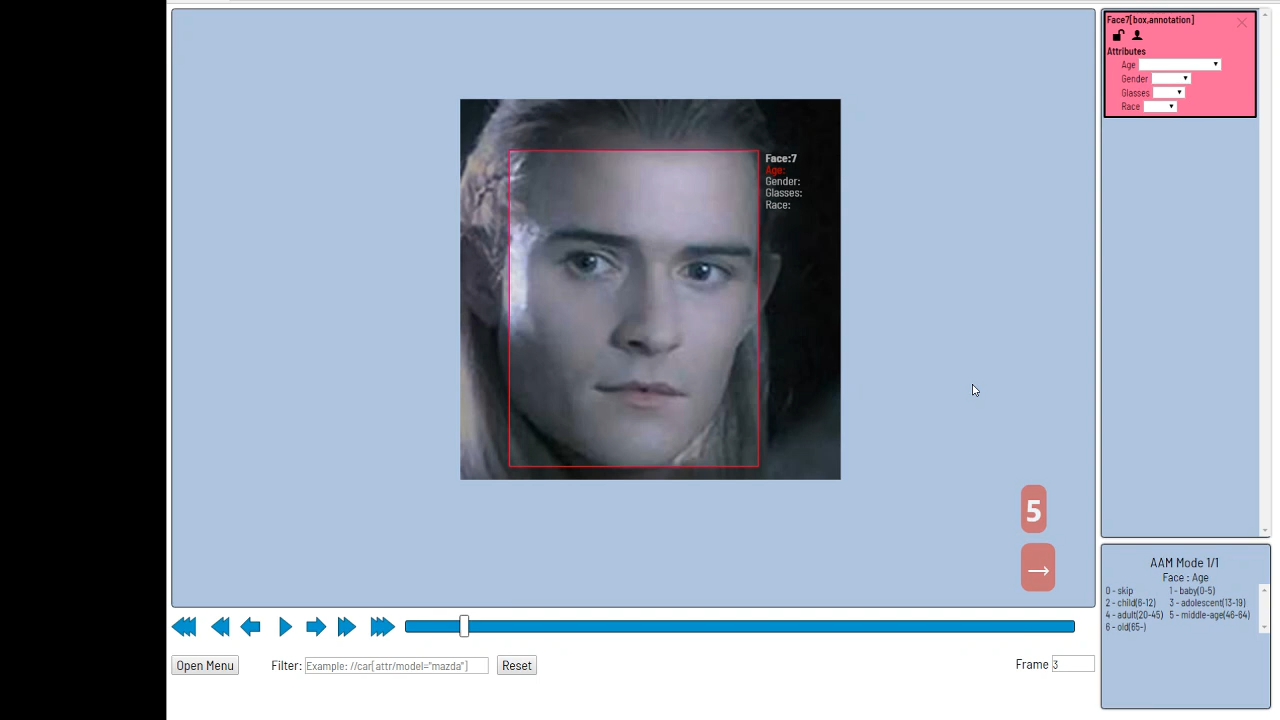 Face7[box,annotation]
Attributes
Age
Gender
Glasses
Race
Face:7
Age:
Gender:
Glasses:
Race:
5
→
AAM Mode 1/1
Face : Age
0 - skip 1 - baby(0-5)
2 - child(6-12) 3 - adolescent(13-19)
4 - adult(20-45) 5 - middle-age(46-64)
6 - old(65-)
Open Menu Filter: Example: //car[attr/model="mazda"] Reset Frame 3